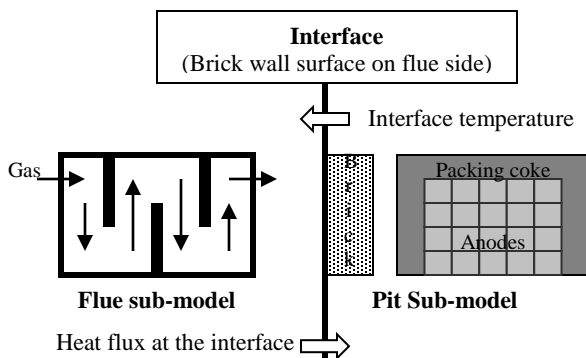 Interface
(Brick wall surface on flue side)
Interface temperature
Gas
Brick
Packing coke
Anodes
Flue sub-model
Pit Sub-model
Heat flux at the interface